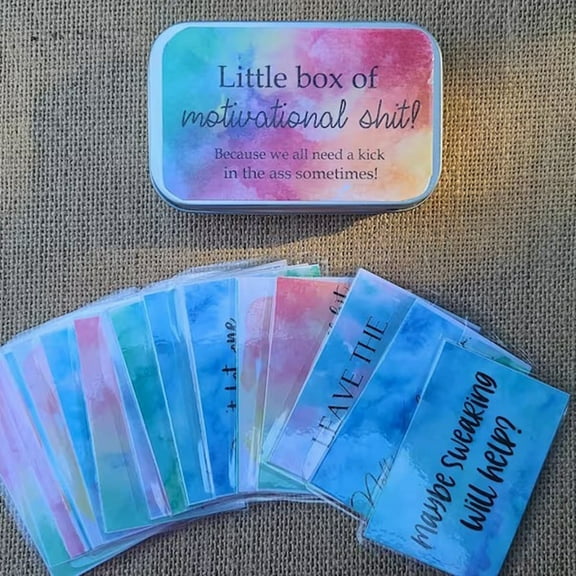 Little box of
motivational shit!
Because we all need a kick
in the ass sometimes!
LEAVE THE
maybe swearing
will help?